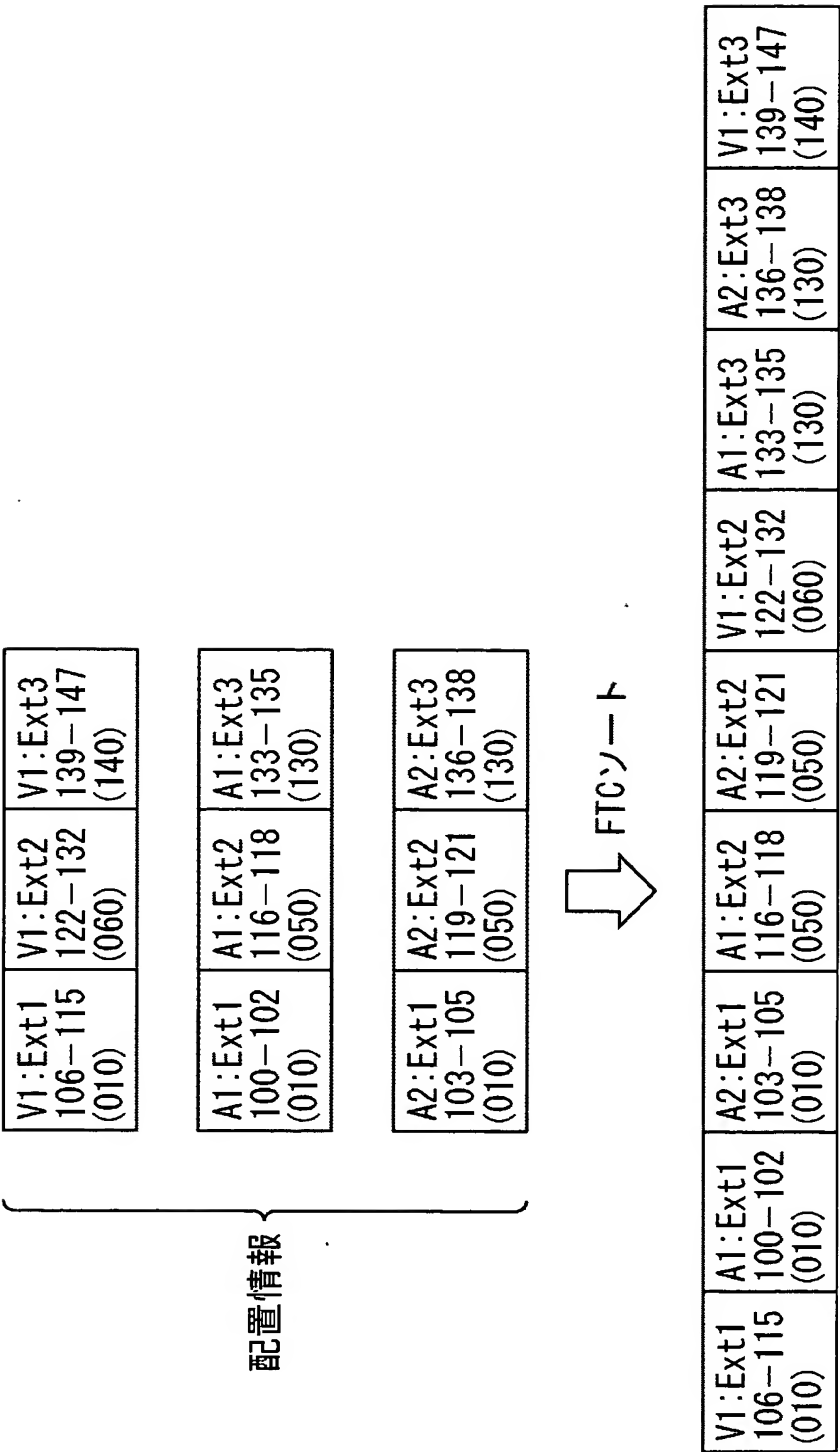 配置情報
V1:Ext1
106-115
(010)
V1:Ext2
122-132
(060)
V1:Ext3
139-147
(140)
A1:Ext1
100-102
(010)
A1:Ext2
116-118
(050)
A1:Ext3
133-135
(130)
A2:Ext1
103-105
(010)
A2:Ext2
119-121
(050)
A2:Ext3
136-138
(130)
FTCソート
V1:Ext1
106-115
(010)
A1:Ext1
100-102
(010)
A2:Ext1
103-105
(010)
A1:Ext2
116-118
(050)
A2:Ext2
119-121
(050)
V1:Ext2
122-132
(060)
A1:Ext3
133-135
(130)
A2:Ext3
136-138
(130)
V1:Ext3
139-147
(140)